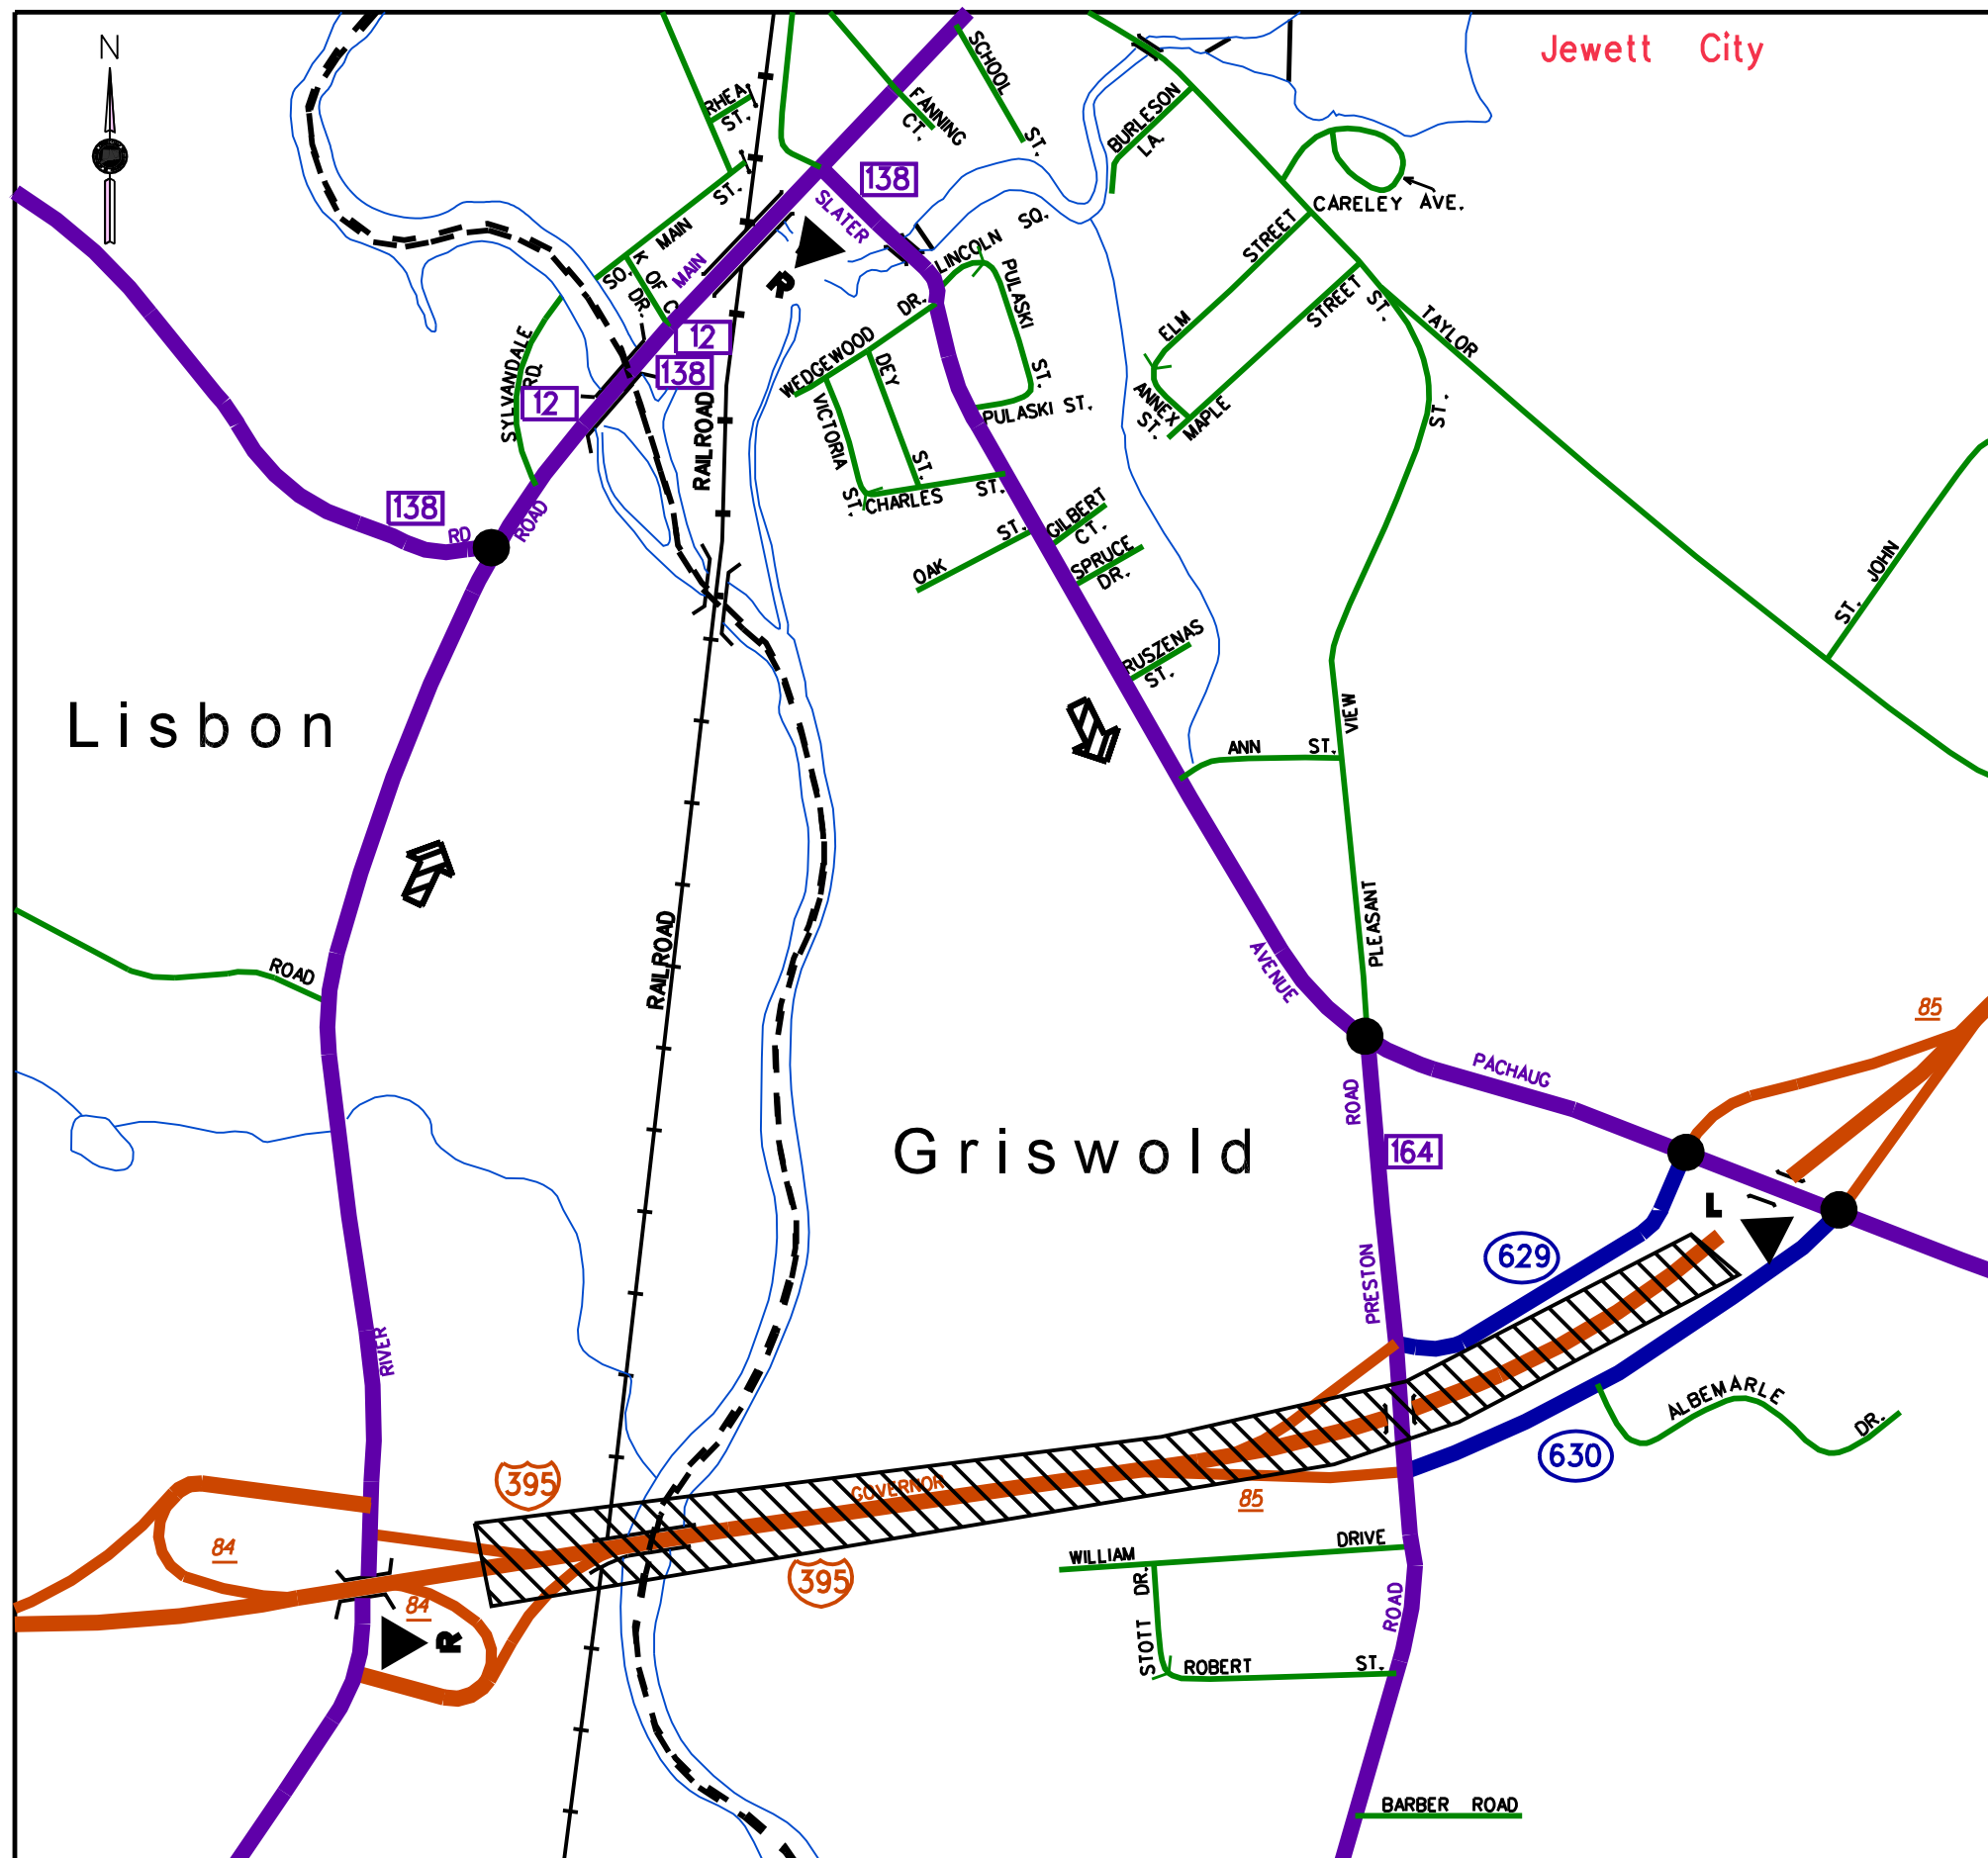 N
Jewett City
SCHOOL ST.
RHEA ST.
FANNING CT.
BURLESON LA.
138
SLATER
CARELEY AVE.
SO. MAIN ST.
K OF C DR.
MAIN
R
LINCOLN SQ.
PULASKI ST.
ELM STREET
MAPLE STREET
ST.
TAYLOR
ANNEX ST.
WEDGEWOOD DR.
DEY ST.
VICTORIA ST.
PULASKI ST.
CHARLES ST.
12
138
12
SYLVANDALE RD.
RAILROAD
138
RD
ROAD
OAK ST.
GILBERT CT.
SPRUCE DR.
RUSZENAS ST.
ST.
JOHN ST.
Lisbon
VIEW
ANN ST.
PLEASANT
AVENUE
ROAD
RAILROAD
85
PACHAUG
ROAD
164
Griswold
L
629
PRESTON
RIVER
ALBEMARLE DR.
630
395
GOVERNOR
85
84
395
84
R
WILLIAM DRIVE
STOTT DR.
ROAD
ROBERT ST.
BARBER ROAD